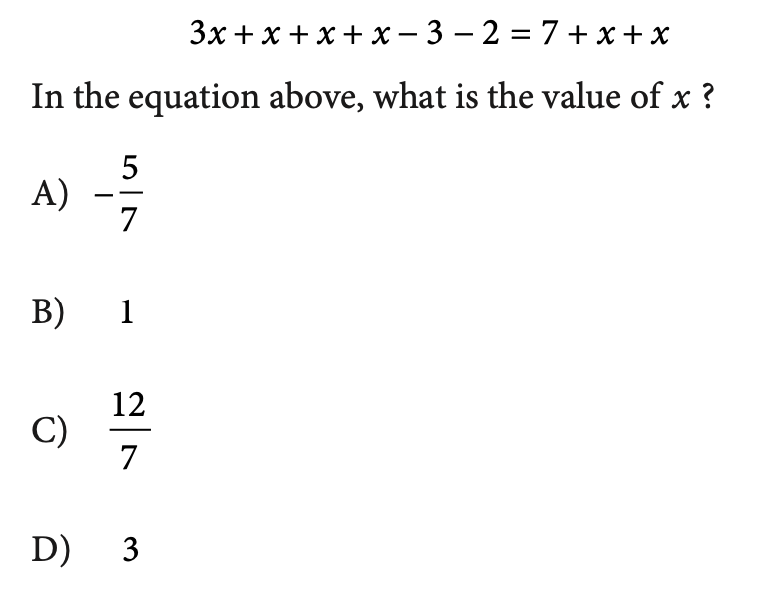 3x + x + x + x − 3 − 2 = 7 + x + x
In the equation above, what is the value of x ?
A) −5/7
B) 1
C) 12/7
D) 3